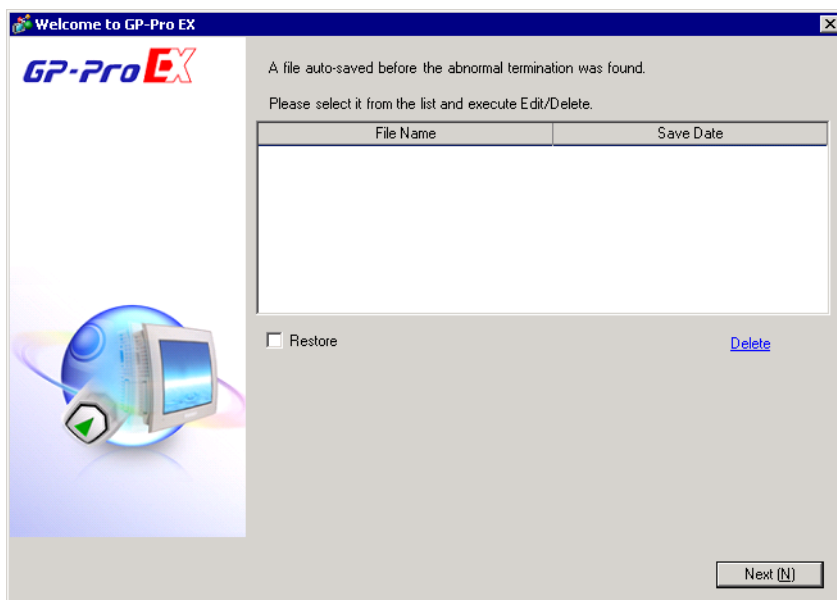 Welcome to GP-Pro EX
GP-Pro EX
A file auto-saved before the abnormal termination was found.
Please select it from the list and execute Edit/Delete.
File Name Save Date
Restore Delete
Next (N)